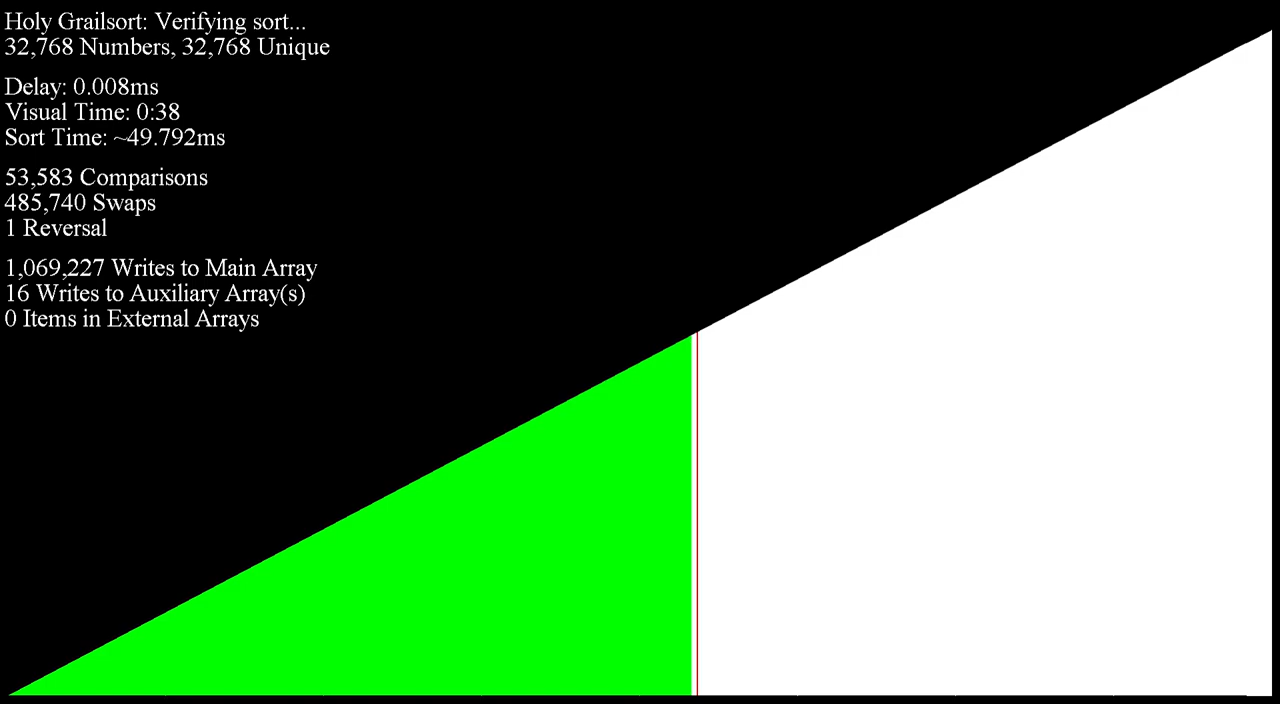 Holy Grailsort: Verifying sort...
32,768 Numbers, 32,768 Unique
Delay: 0.008ms
Visual Time: 0:38
Sort Time: ~49.792ms
53,583 Comparisons
485,740 Swaps
1 Reversal
1,069,227 Writes to Main Array
16 Writes to Auxiliary Array(s)
0 Items in External Arrays